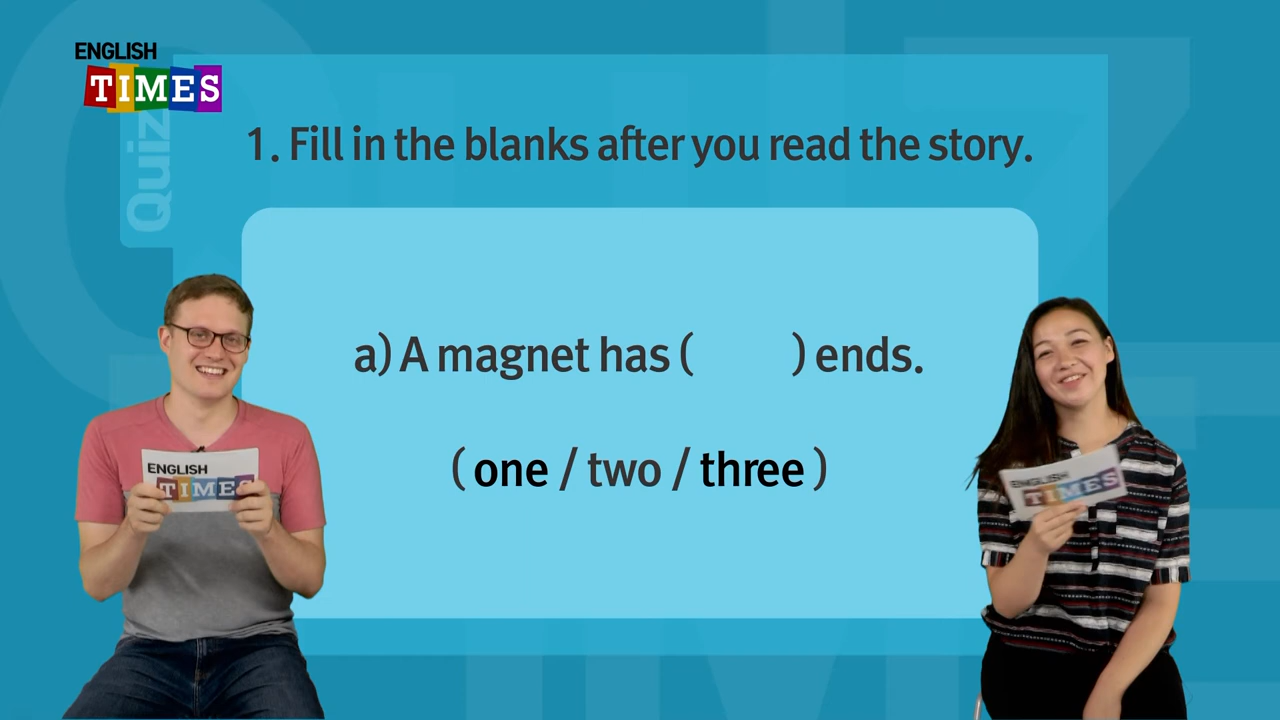 ENGLISH
TIMES
Quiz
1. Fill in the blanks after you read the story.
a) A magnet has (      ) ends.
( one / two / three )
ENGLISH
TIMES
ENGLISH
TIMES